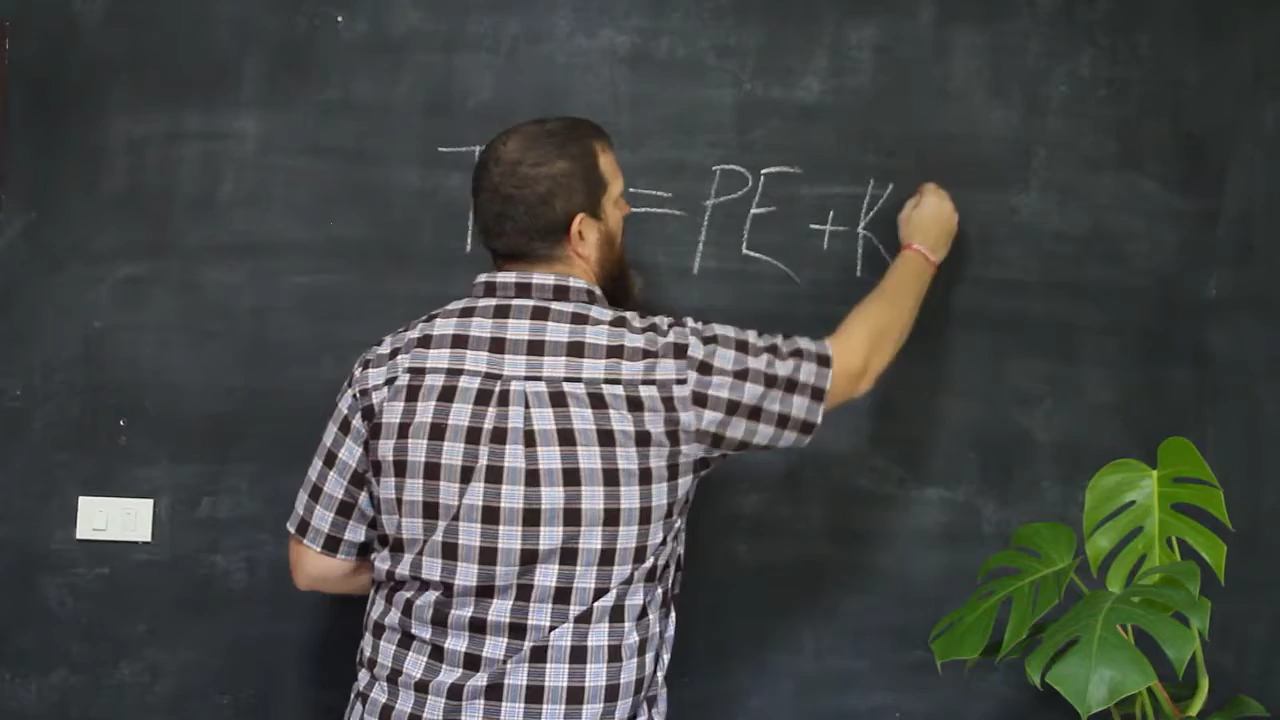 T = PE + K